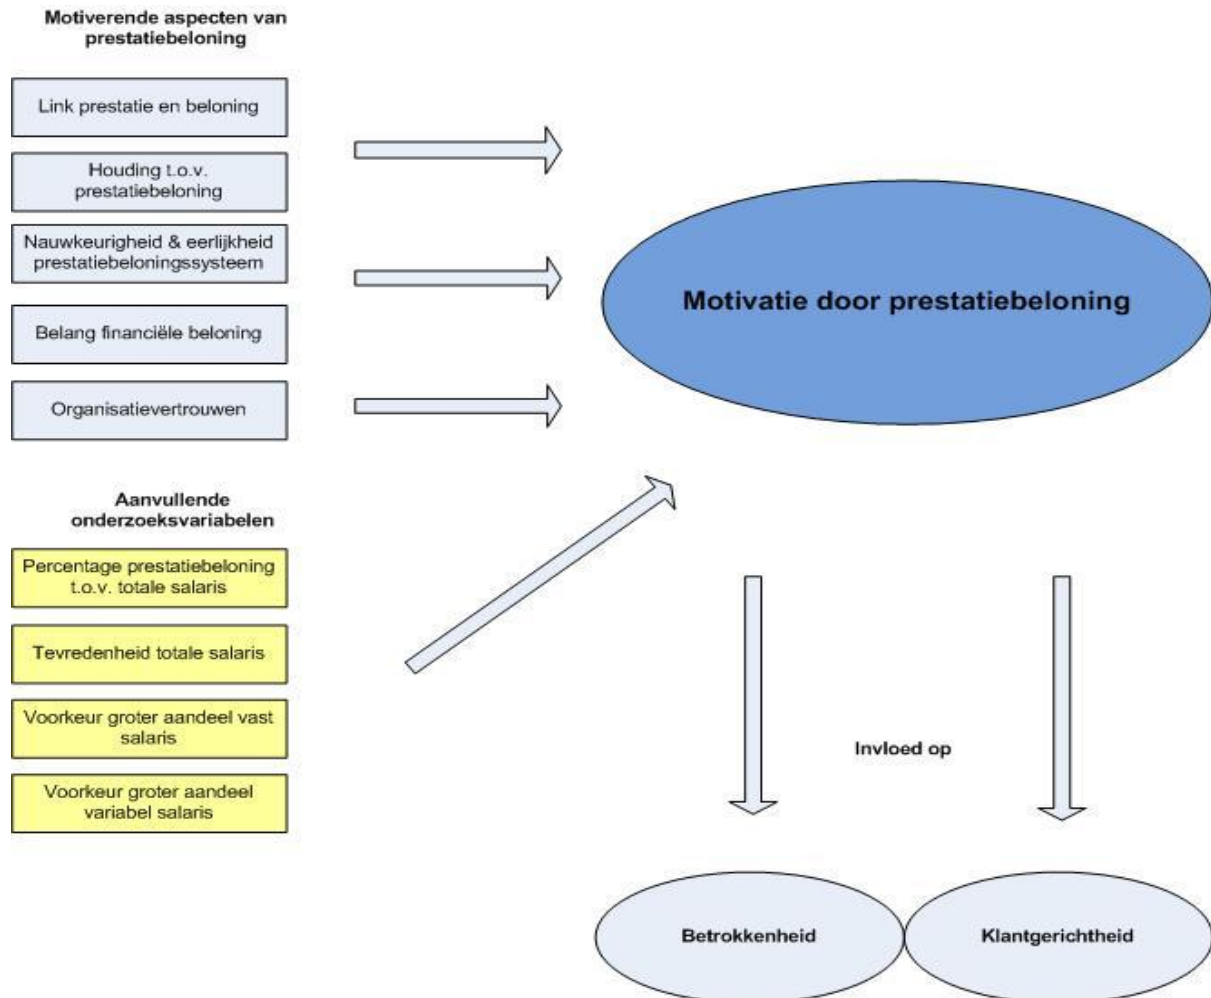 Motiverende aspecten van
prestatiebeloning
Link prestatie en beloning
Houding t.o.v.
prestatiebeloning
Nauwkeurigheid & eerlijkheid
prestatiebeloningssysteem
Belang financiële beloning
Organisatievertrouwen
Motivatie door prestatiebeloning
Aanvullende
onderzoeksvariabelen
Percentage prestatiebeloning
t.o.v. totale salaris
Tevredenheid totale salaris
Voorkeur groter aandeel vast
salaris
Voorkeur groter aandeel
variabel salaris
Invloed op
Betrokkenheid
Klantgerichtheid